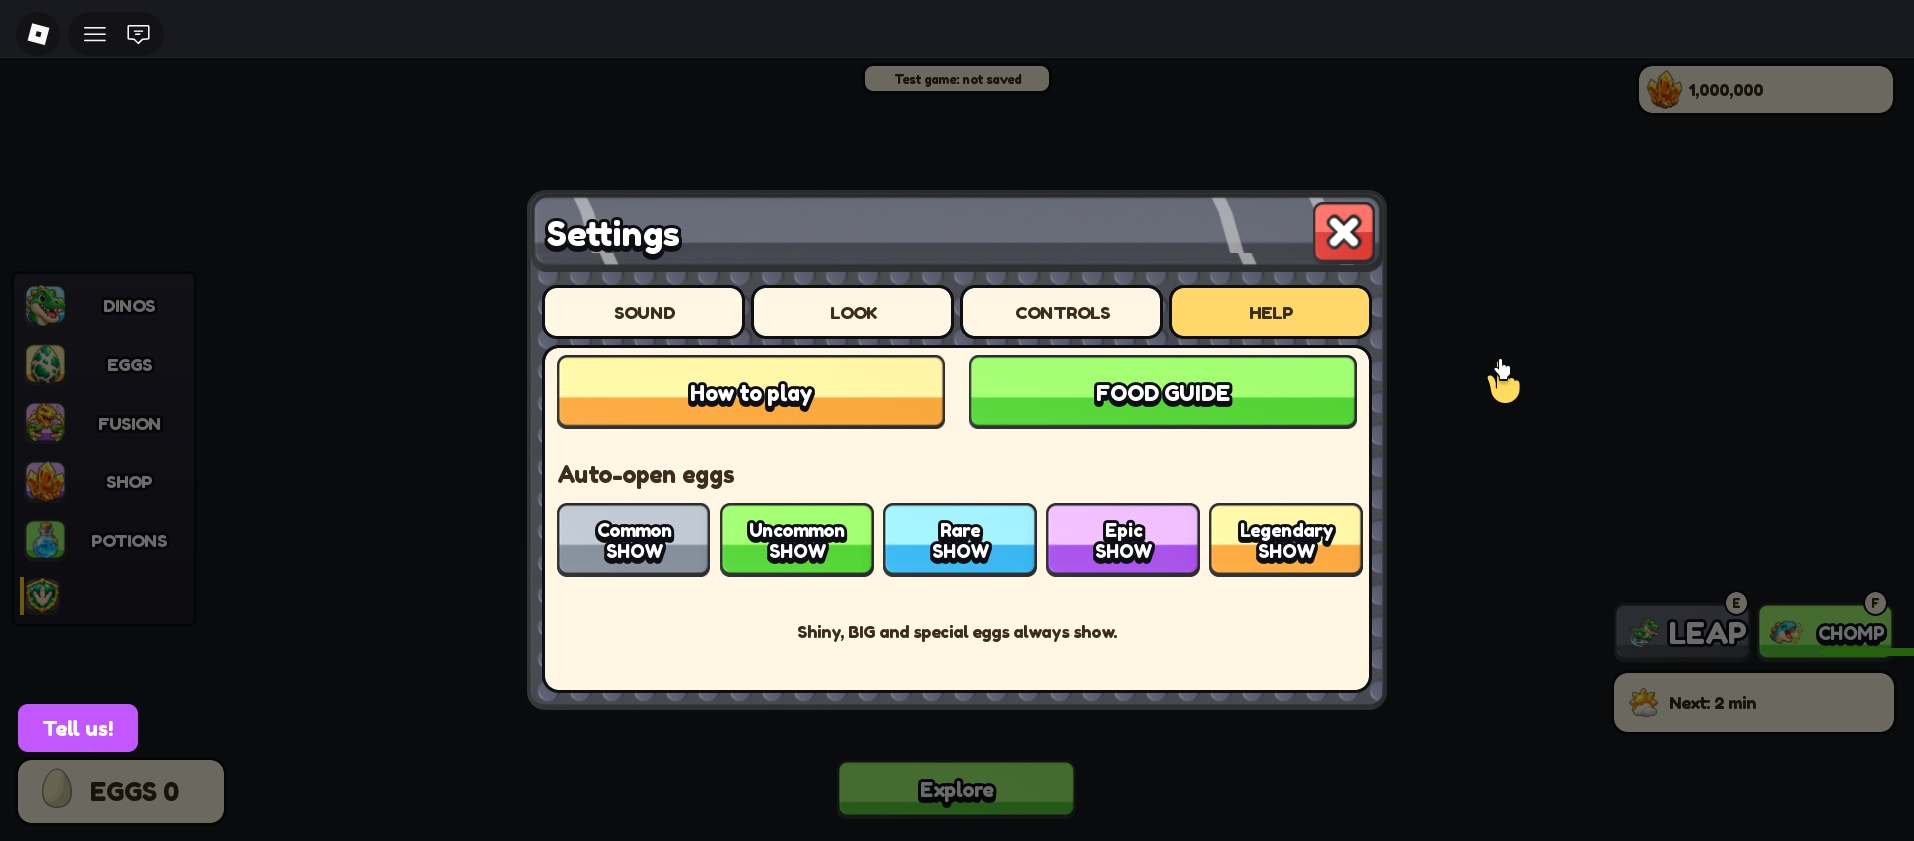 Test game: not saved
1,000,000
Settings
SOUND
LOOK
CONTROLS
HELP
How to play
FOOD GUIDE
Auto-open eggs
Common
SHOW
Uncommon
SHOW
Rare
SHOW
Epic
SHOW
Legendary
SHOW
Shiny, BIG and special eggs always show.
DINOS
EGGS
FUSION
SHOP
POTIONS
E
LEAP
F
CHOMP
Next: 2 min
Tell us!
EGGS 0
Explore